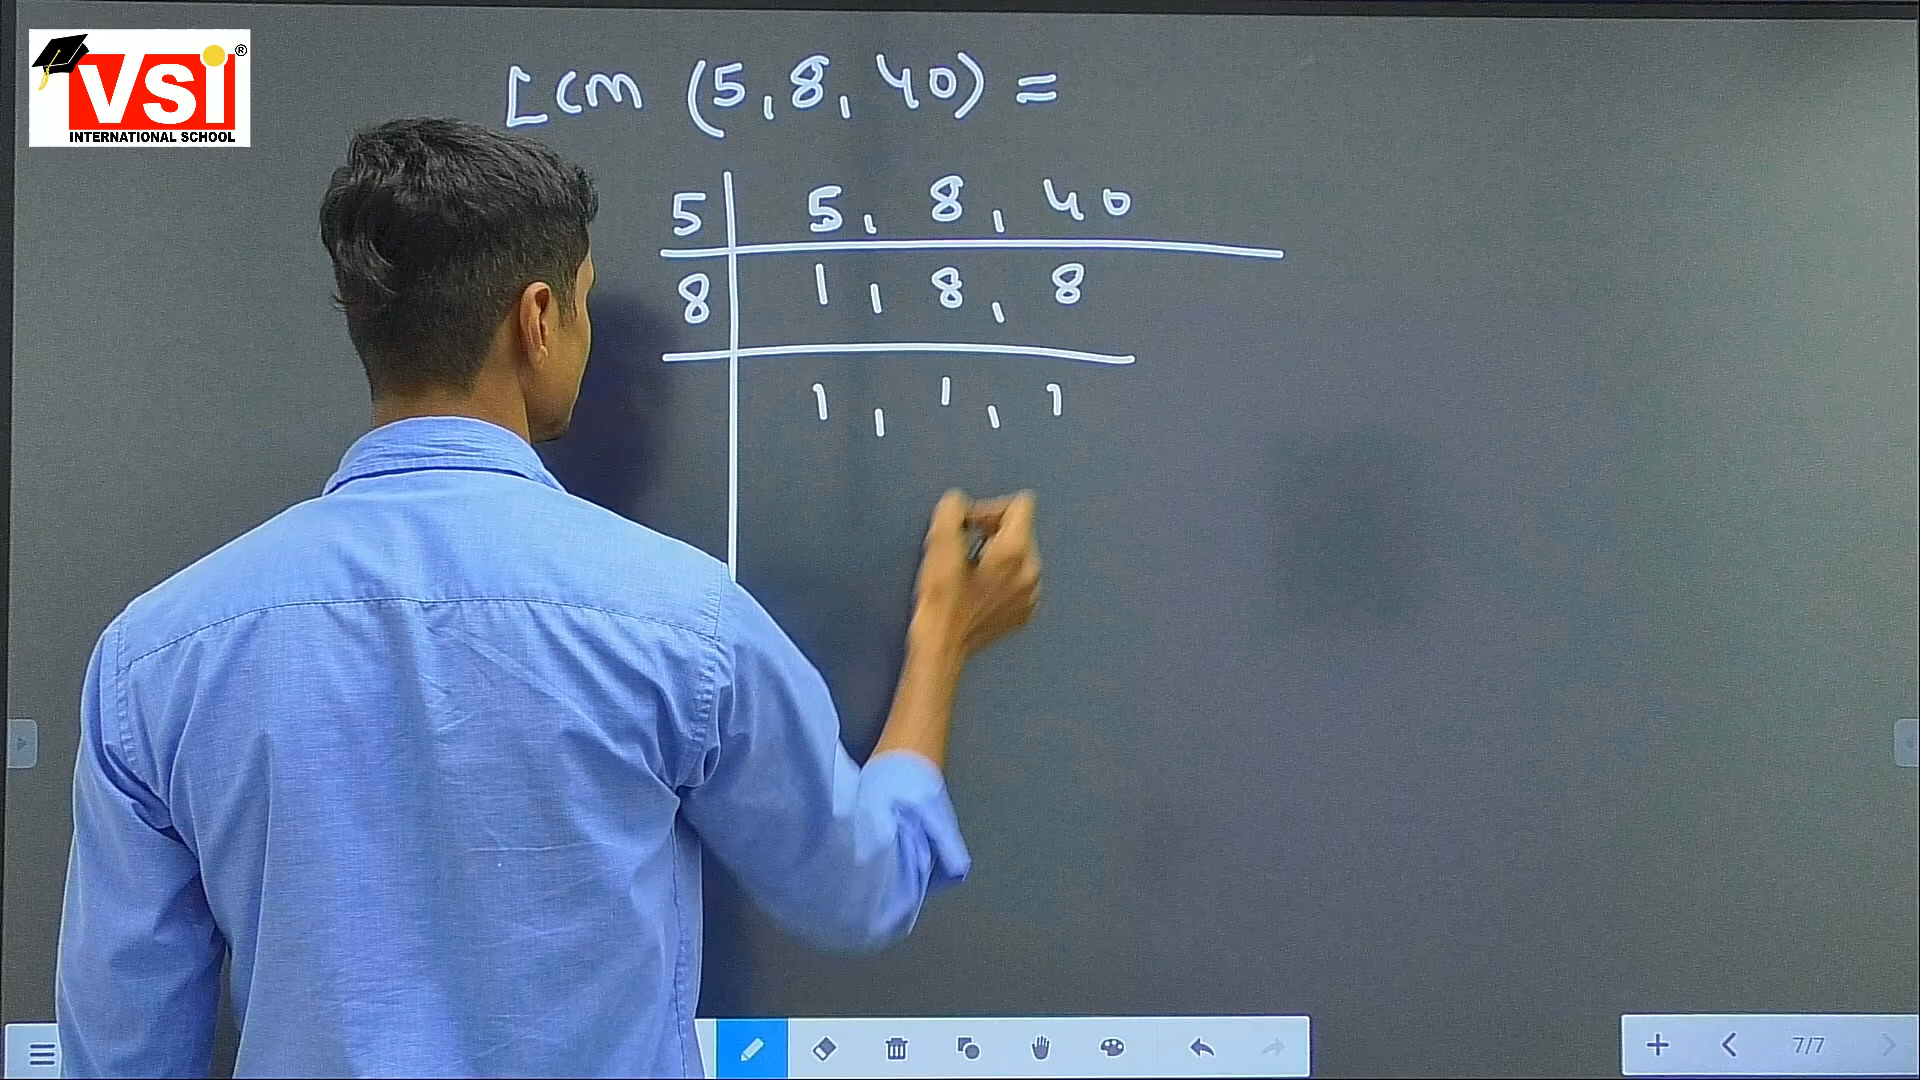 VSI ®
INTERNATIONAL SCHOOL
LCM (5, 8, 40) =
5 | 5, 8, 40
8 | 1, 8, 8
1, 1, 1
7/7